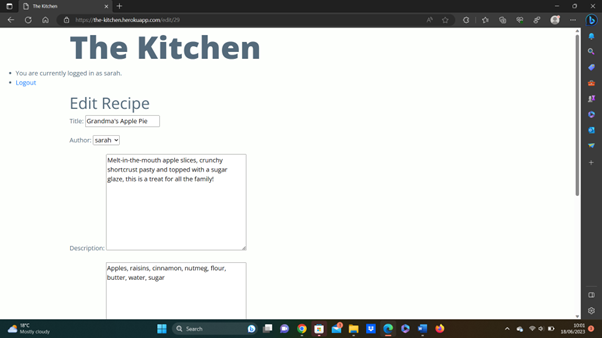 The Kitchen
https://the-kitchen.herokuapp.com/edit/29
The Kitchen
You are currently logged in as sarah.
Logout
Edit Recipe
Title: Grandma's Apple Pie
Author: sarah
Melt-in-the-mouth apple slices, crunchy
shortcrust pasty and topped with a sugar
glaze, this is a treat for all the family!
Description:
Apples, raisins, cinnamon, nutmeg, flour,
butter, water, sugar
18°C
Mostly cloudy
Search
10:01
18/06/2023